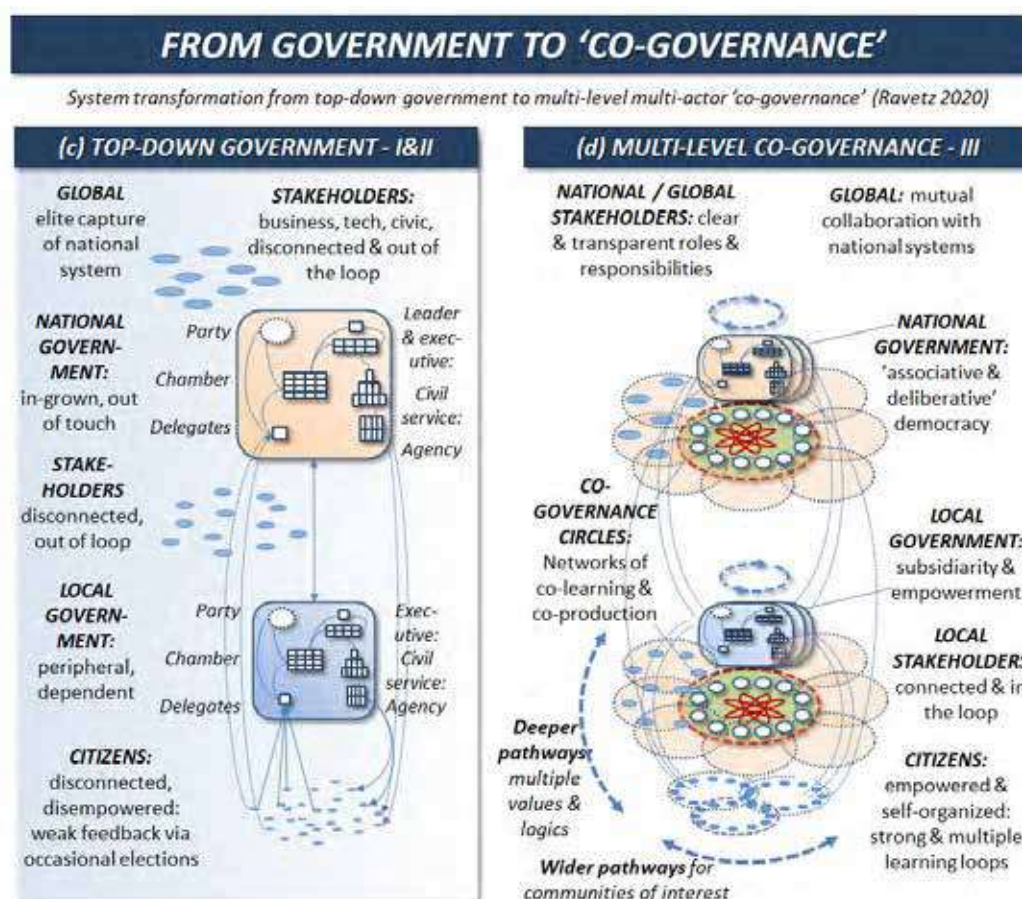 FROM GOVERNMENT TO ‘CO-GOVERNANCE’
System transformation from top-down government to multi-level multi-actor ‘co-governance’ (Ravetz 2020)
(c) TOP-DOWN GOVERNMENT - I&II
GLOBAL
elite capture
of national
system
STAKEHOLDERS:
business, tech, civic,
disconnected & out of
the loop
NATIONAL
GOVERN-
MENT:
in-grown, out
of touch
Party
Chamber
Delegates
Leader
& exec-
utive:
Civil
service:
Agency
STAKE-
HOLDERS
disconnected,
out of loop
LOCAL
GOVERN-
MENT:
peripheral,
dependent
Party
Chamber
Delegates
Exec-
utive:
Civil
service:
Agency
CITIZENS:
disconnected,
disempowered:
weak feedback via
occasional elections
(d) MULTI-LEVEL CO-GOVERNANCE - III
NATIONAL / GLOBAL
STAKEHOLDERS: clear
& transparent roles &
responsibilities
GLOBAL: mutual
collaboration with
national systems
NATIONAL
GOVERNMENT:
‘associative &
deliberative’
democracy
CO-
GOVERNANCE
CIRCLES:
Networks of
co-learning &
co-production
LOCAL
GOVERNMENT:
subsidiarity &
empowerment
LOCAL
STAKEHOLDERS
connected & in
the loop
Deeper
pathways
multiple
values &
logics
CITIZENS:
empowered &
self-organized:
strong & multiple
learning loops
Wider pathways for
communities of interest